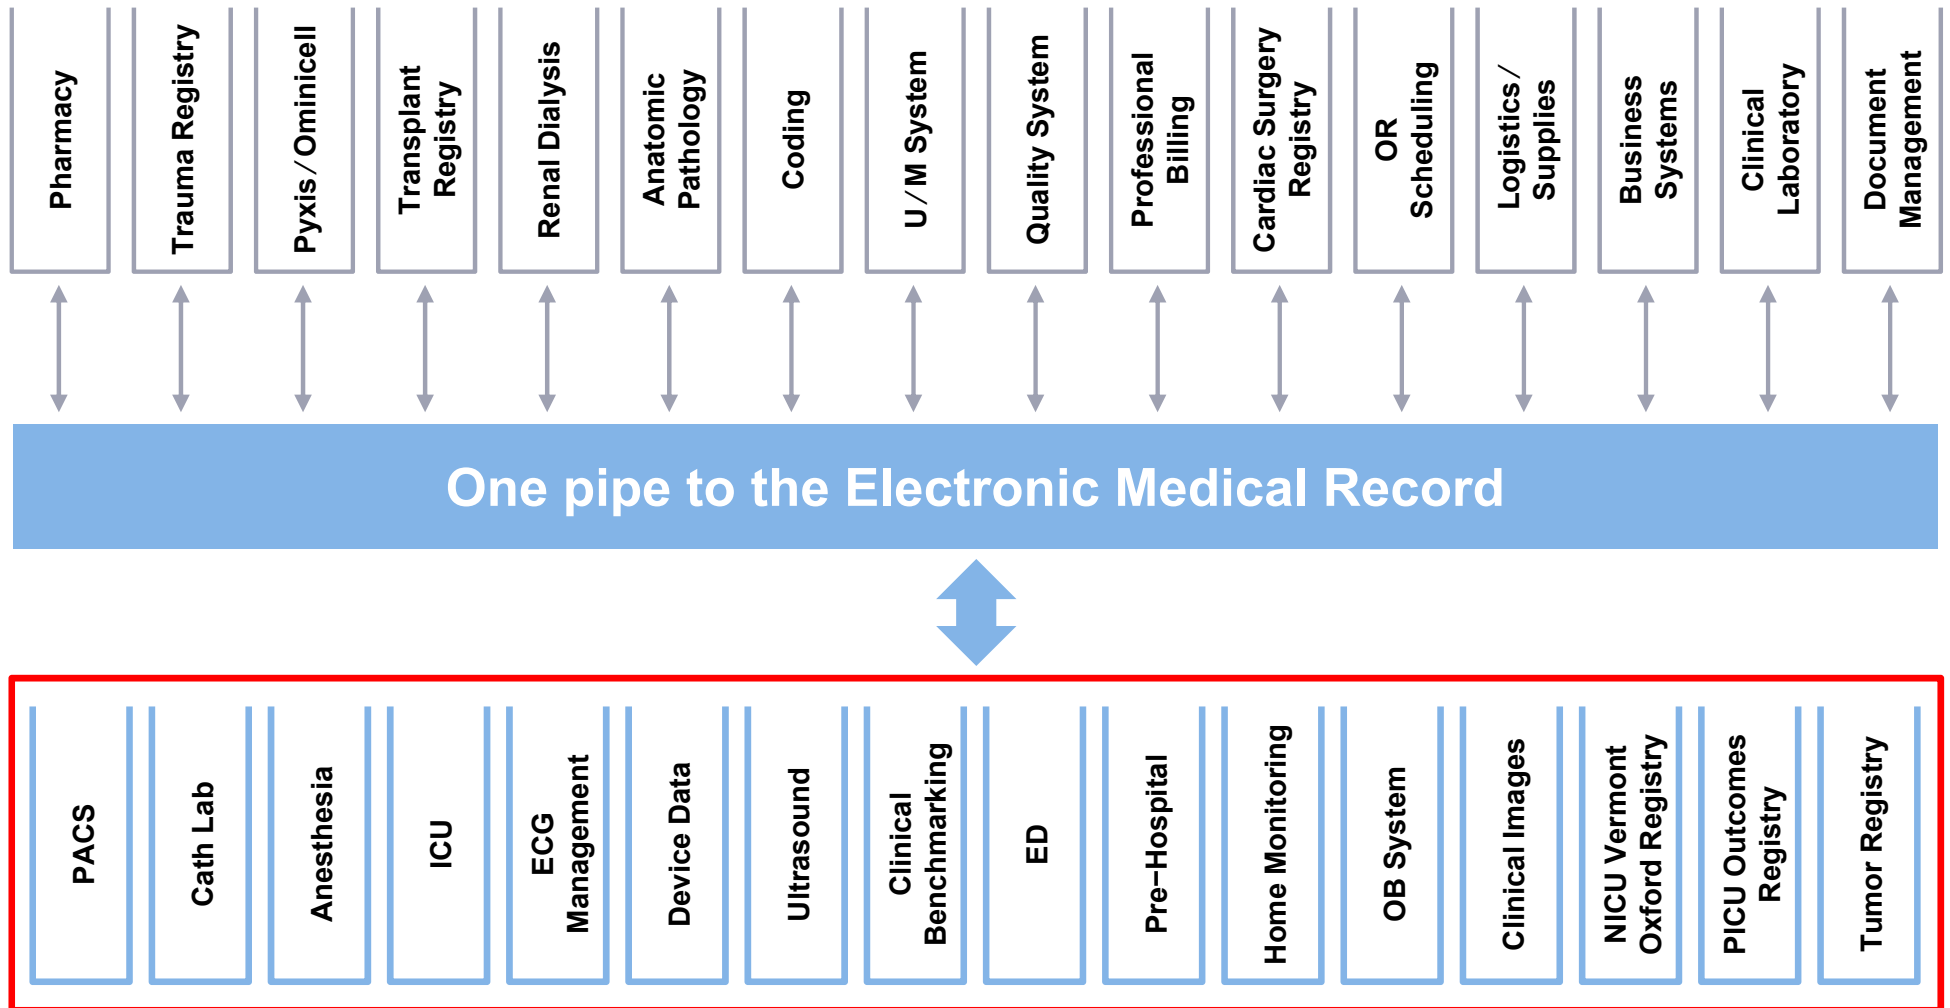 Pharmacy
Trauma Registry
Pyxis/Ominicell
Transplant
Registry
Renal Dialysis
Anatomic
Pathology
Coding
U/M System
Quality System
Professional
Billing
Cardiac Surgery
Registry
OR
Scheduling
Logistics/
Supplies
Business
Systems
Clinical
Laboratory
Document
Management
One pipe to the Electronic Medical Record
PACS
Cath Lab
Anesthesia
ICU
ECG
Management
Device Data
Ultrasound
Clinical
Benchmarking
ED
Pre–Hospital
Home Monitoring
OB System
Clinical Images
NICU Vermont
Oxford Registry
PICU Outcomes
Registry
Tumor Registry